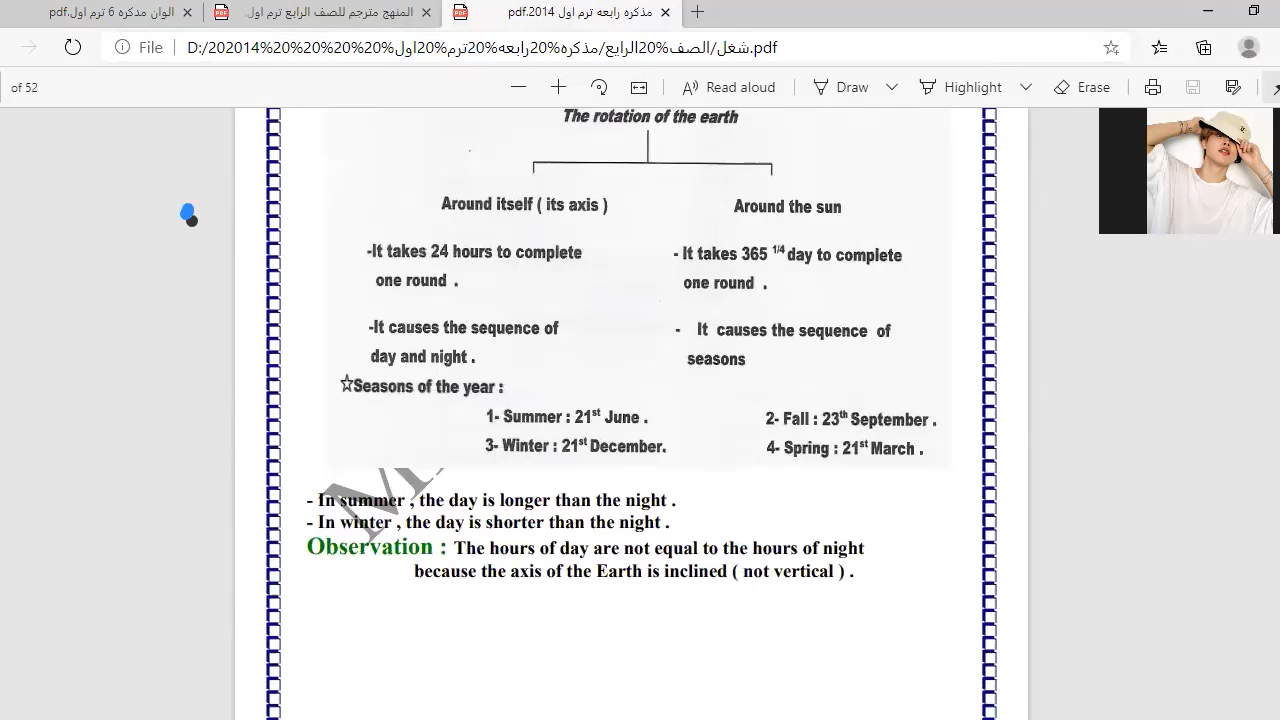 الوان مذكره 6 ترم اول.pdf
المنهج مترجم للصف الرابع ترم اول.
مذكره رابعه ترم اول 2014.pdf
File D:/202014%20%20%20%20%شغل/الصف%20الرابع/مذكره%20رابعه%20ترم%20اول.pdf
of 52
Read aloud Draw Highlight Erase
The rotation of the earth
Around itself ( its axis ) Around the sun
-It takes 24 hours to complete - It takes 365 1/4 day to complete
one round . one round .
-It causes the sequence of - It causes the sequence of
day and night . seasons
☆Seasons of the year :
1- Summer : 21st June . 2- Fall : 23th September .
3- Winter : 21st December. 4- Spring : 21st March .
- In summer , the day is longer than the night .
- In winter , the day is shorter than the night .
Observation : The hours of day are not equal to the hours of night
because the axis of the Earth is inclined ( not vertical ) .